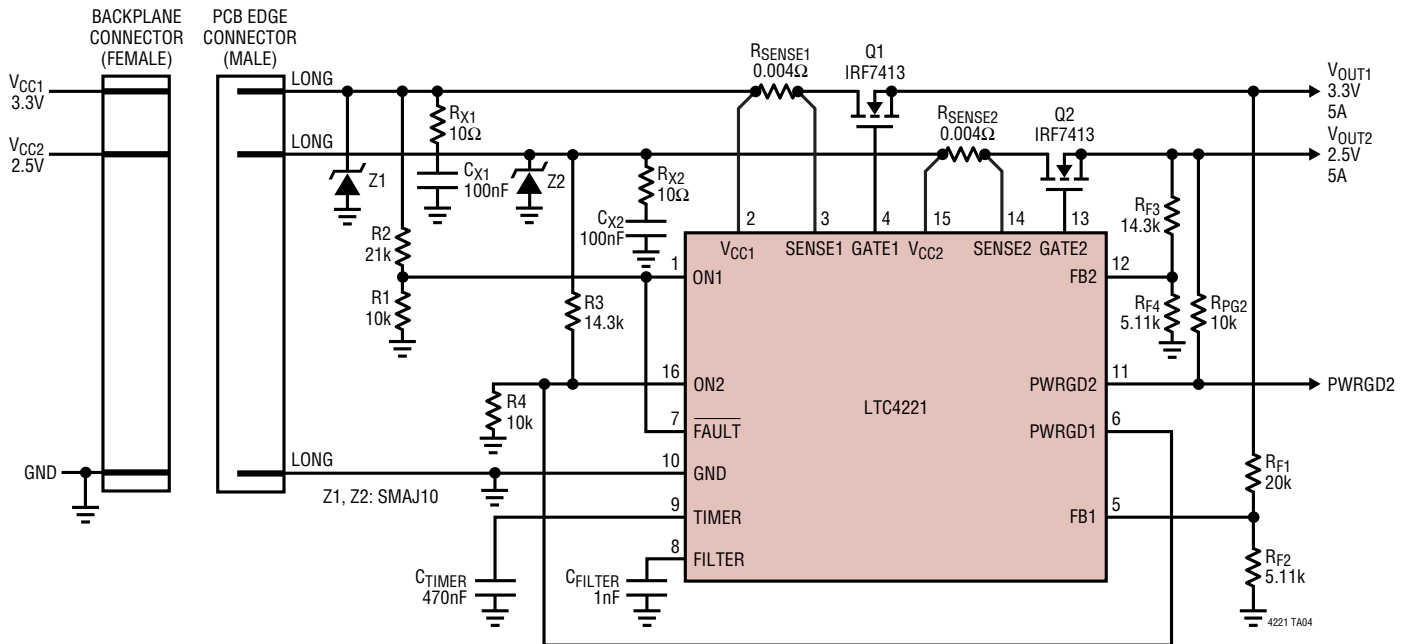 BACKPLANE
CONNECTOR
(FEMALE)
PCB EDGE
CONNECTOR
(MALE)
VCC1
3.3V
VCC2
2.5V
GND
LONG
LONG
LONG
Z1
RX1
10Ω
CX1
100nF
Z2
RX2
10Ω
CX2
100nF
RSENSE1
0.004Ω
Q1
IRF7413
RSENSE2
0.004Ω
Q2
IRF7413
VOUT1
3.3V
5A
VOUT2
2.5V
5A
R2
21k
R1
10k
R3
14.3k
R4
10k
2
3
4
15
14
13
VCC1
SENSE1
GATE1
VCC2
SENSE2
GATE2
1
ON1
16
ON2
7
FAULT
10
GND
9
TIMER
8
FILTER
LTC4221
12
FB2
11
PWRGD2
6
PWRGD1
5
FB1
RF3
14.3k
RF4
5.11k
RPG2
10k
PWRGD2
RF1
20k
RF2
5.11k
Z1, Z2: SMAJ10
CTIMER
470nF
CFILTER
1nF
4221 TA04